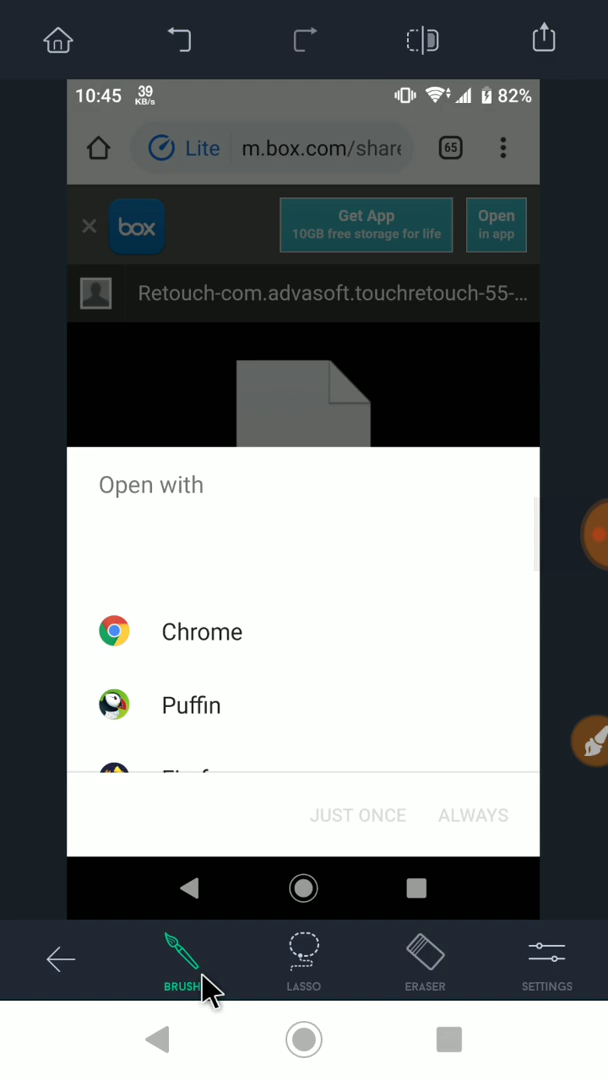 10:45 39 KB/s 82%
Lite m.box.com/share 65
box Get App Open
10GB free storage for life in app
Retouch-com.advasoft.touchretouch-55-...
Open with
Chrome
Puffin
JUST ONCE ALWAYS
BRUSH LASSO ERASER SETTINGS